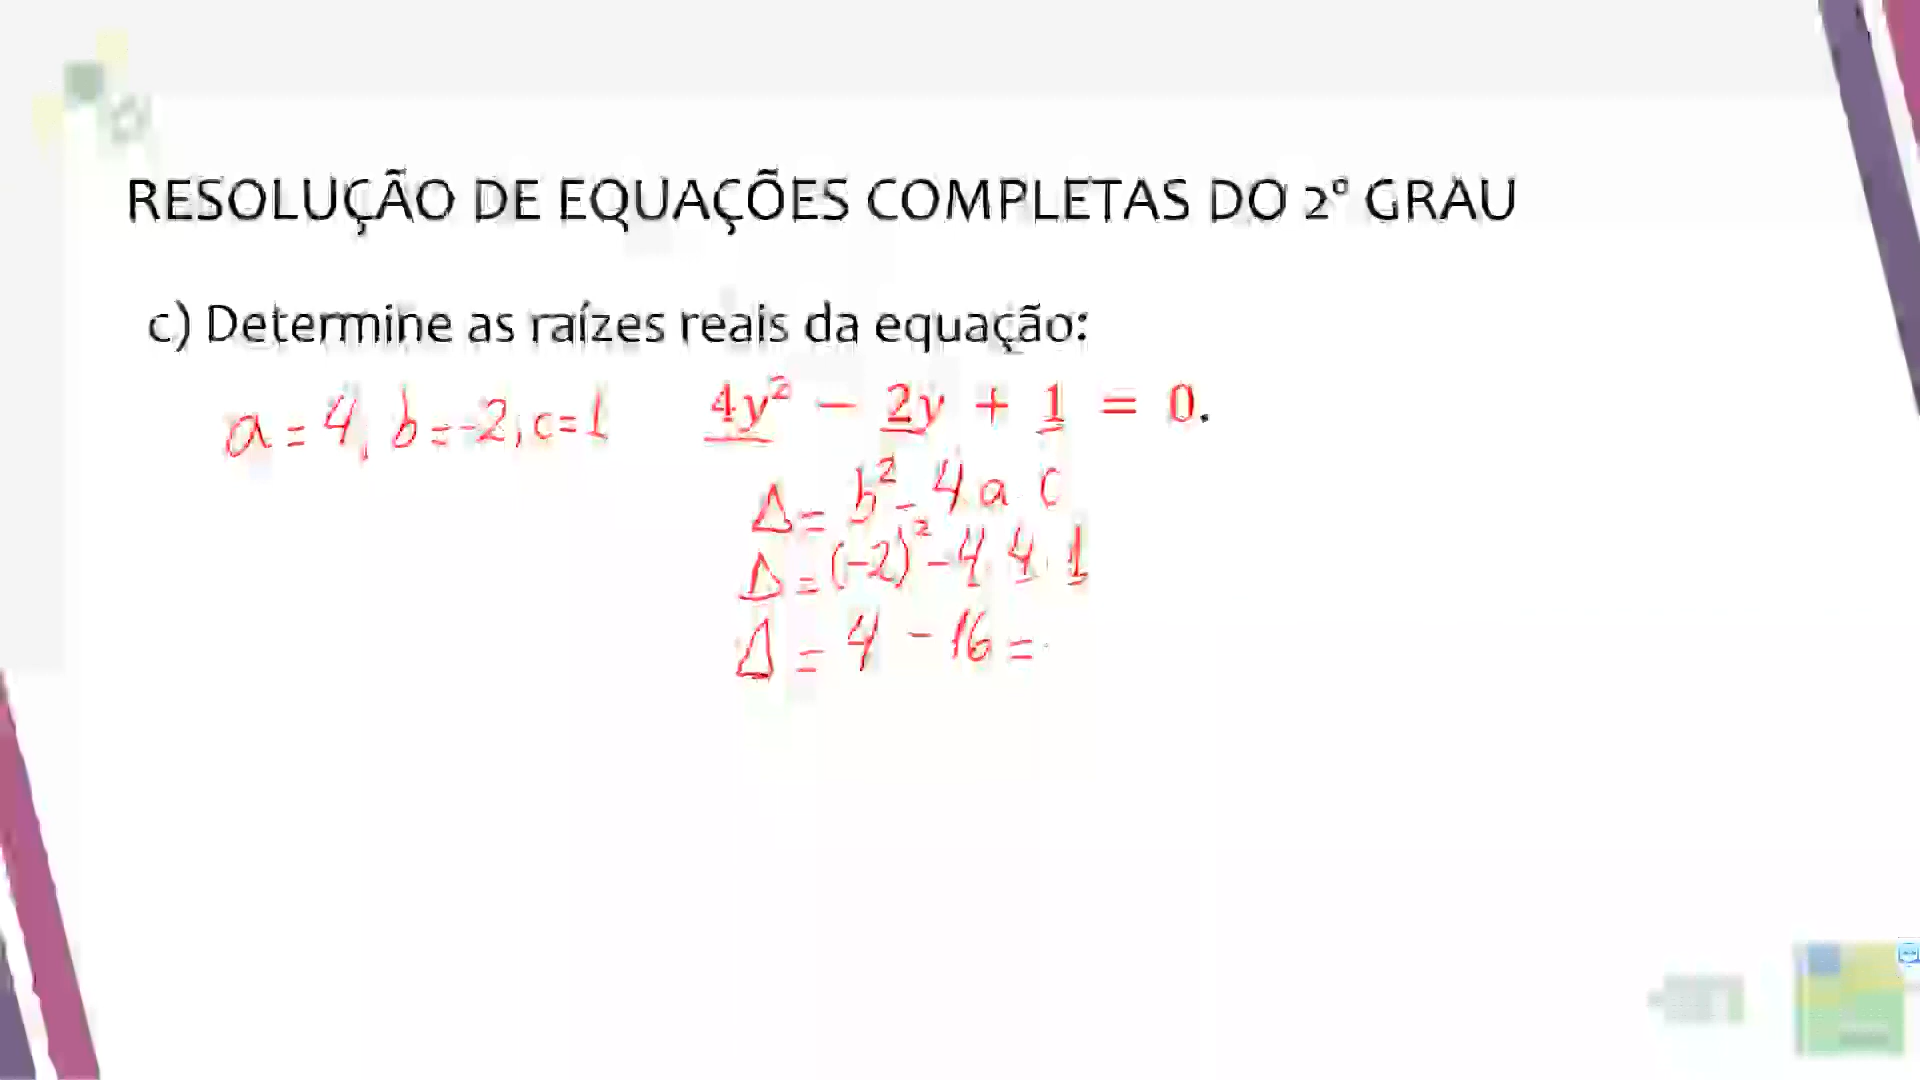 RESOLUÇÃO DE EQUAÇÕES COMPLETAS DO 2º GRAU
c) Determine as raízes reais da equação:
a = 4, b = -2, c = 1
4y² − 2y + 1 = 0.
Δ = b² - 4 a c
Δ = (-2)² - 4 4 1
Δ = 4 - 16 =